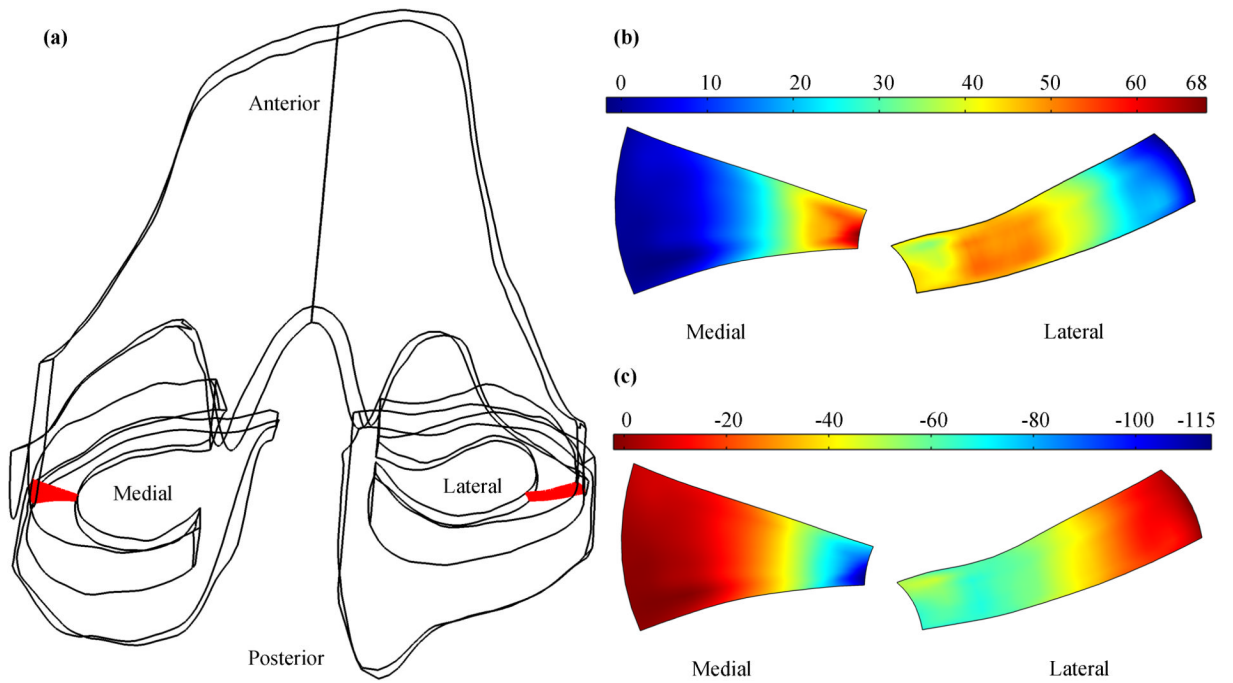 (a)
Anterior
Medial
Lateral
Posterior
(b)
0 10 20 30 40 50 60 68
Medial Lateral
(c)
0 -20 -40 -60 -80 -100 -115
Medial Lateral